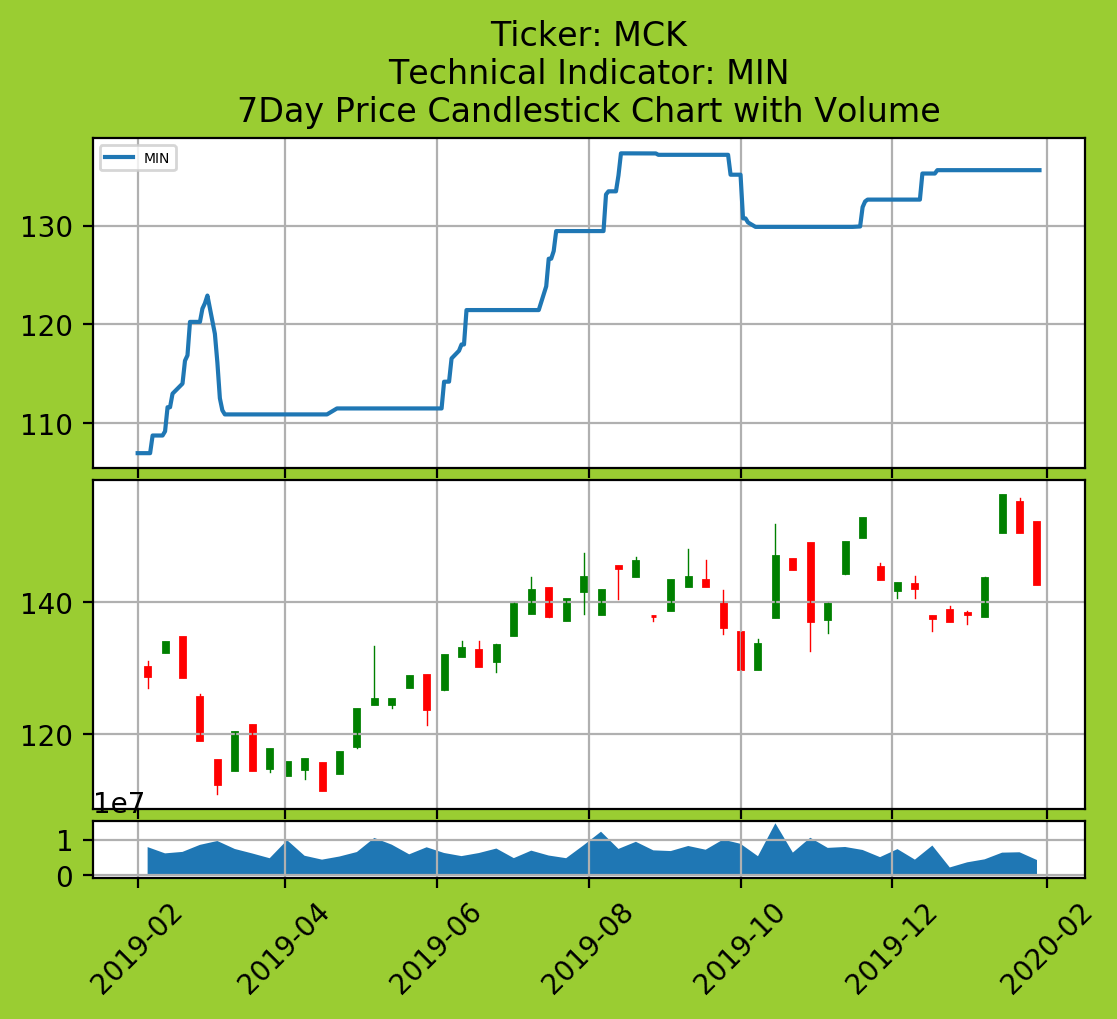 Ticker: MCK
Technical Indicator: MIN
7Day Price Candlestick Chart with Volume
MIN
130
120
110
140
120
1e7
1
0
2019-02
2019-04
2019-06
2019-08
2019-10
2019-12
2020-02